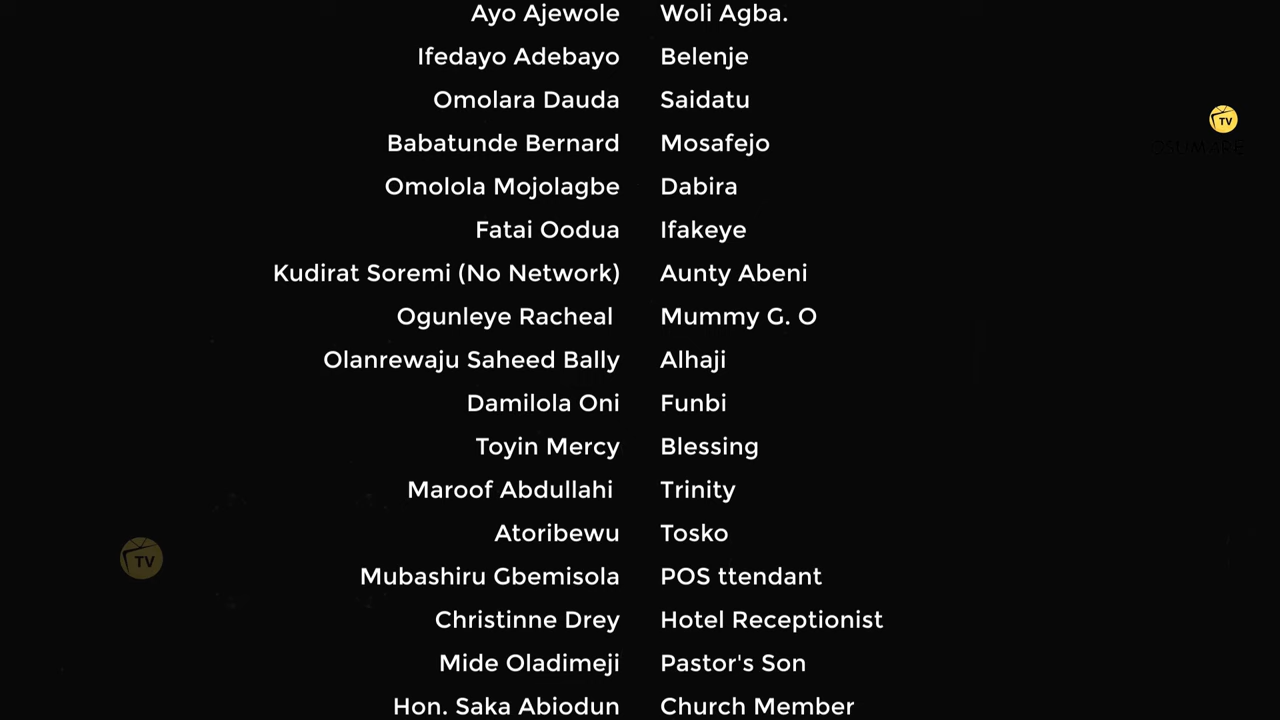 Ayo Ajewole Woli Agba.
Ifedayo Adebayo Belenje
Omolara Dauda Saidatu
TV
Babatunde Bernard Mosafejo
Omolola Mojolagbe Dabira
Fatai Oodua Ifakeye
Kudirat Soremi (No Network) Aunty Abeni
Ogunleye Racheal Mummy G. O
Olanrewaju Saheed Bally Alhaji
Damilola Oni Funbi
Toyin Mercy Blessing
Maroof Abdullahi Trinity
Atoribewu Tosko
TV
Mubashiru Gbemisola POS ttendant
Christinne Drey Hotel Receptionist
Mide Oladimeji Pastor's Son
Hon. Saka Abiodun Church Member